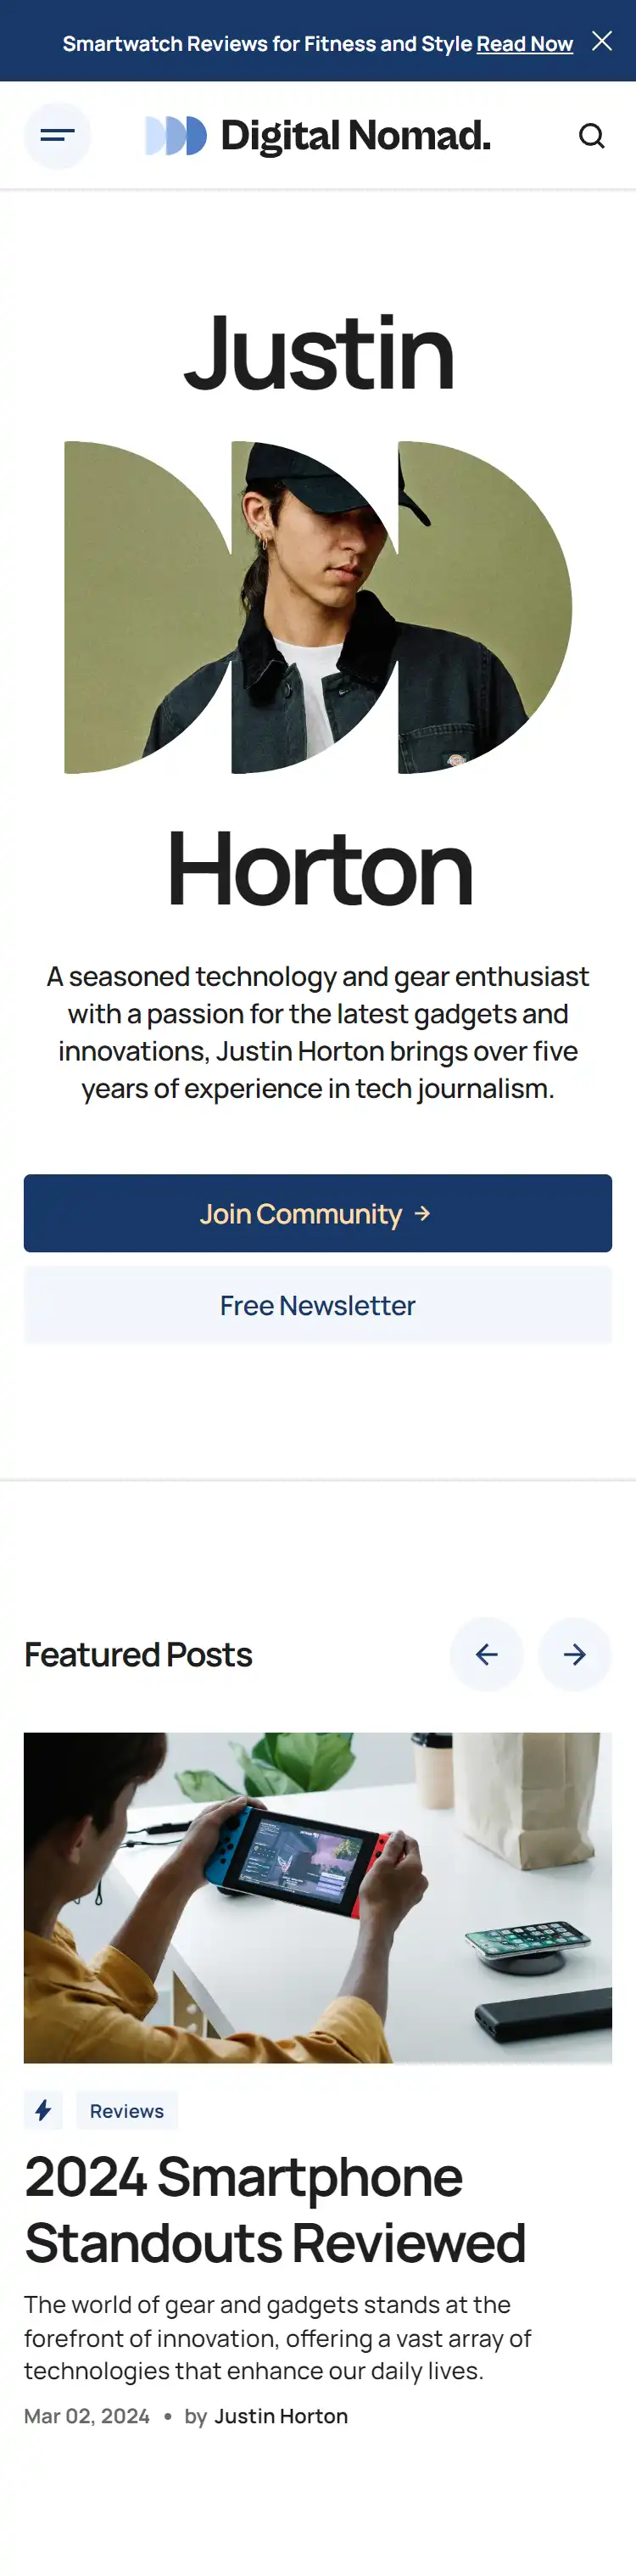 Smartwatch Reviews for Fitness and Style Read Now
Digital Nomad.
Justin
Horton
A seasoned technology and gear enthusiast
with a passion for the latest gadgets and
innovations, Justin Horton brings over five
years of experience in tech journalism.
Join Community →
Free Newsletter
Featured Posts
Reviews
2024 Smartphone
Standouts Reviewed
The world of gear and gadgets stands at the
forefront of innovation, offering a vast array of
technologies that enhance our daily lives.
Mar 02, 2024 • by Justin Horton